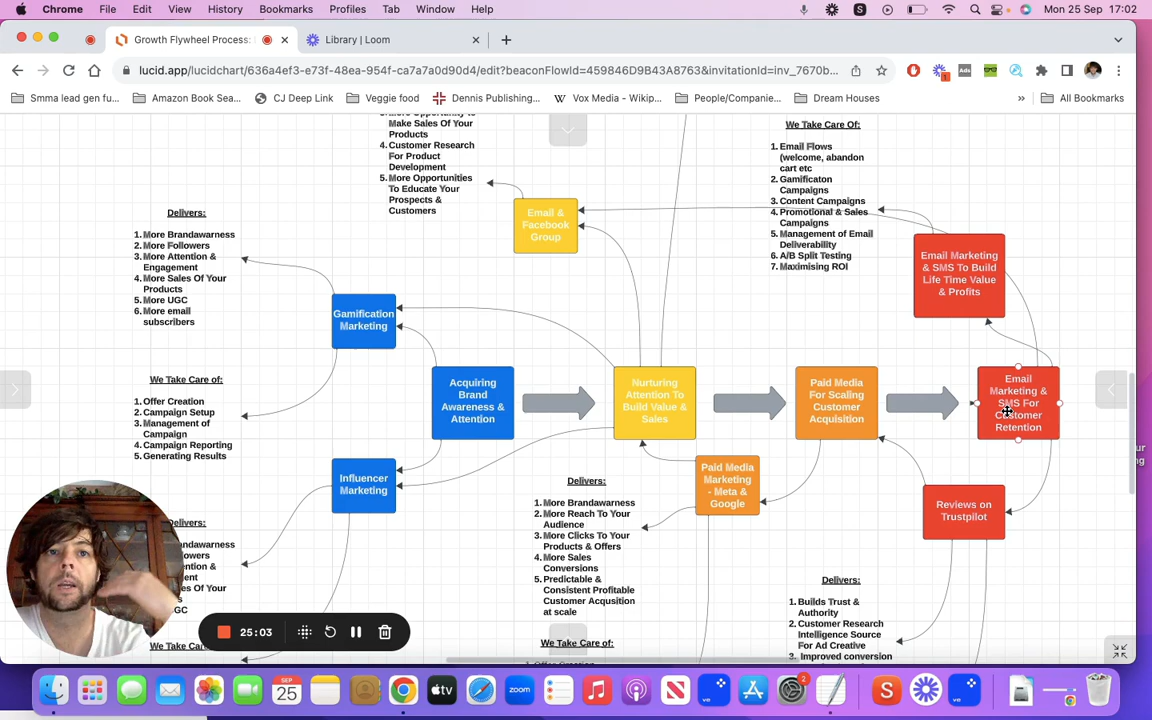 Chrome File Edit View History Bookmarks Profiles Tab Window Help
Mon 25 Sep 17:02
Growth Flywheel Process:
Library | Loom
lucid.app/lucidchart/636a4ef3-e73f-48ea-954f-ca7a7a0d90d4/edit?beaconFlowId=459846D9B43A8763&invitationId=inv_7670b...
Smma lead gen fu...
Amazon Book Sea...
CJ Deep Link
Veggie food
Dennis Publishing...
Vox Media - Wikip...
People/Companie...
Dream Houses
»
All Bookmarks
Make Sales Of Your
Products
4. Customer Research
For Product
Development
5. More Opportunities
To Educate Your
Prospects &
Customers
We Take Care Of:
1. Email Flows
(welcome, abandon
cart etc
2. Gamificaton
Campaigns
3. Content Campaigns
4. Promotional & Sales
Campaigns
5. Management of Email
Deliverability
6. A/B Split Testing
7. Maximising ROI
Email &
Facebook
Group
Email Marketing
& SMS To Build
Life Time Value
& Profits
Delivers:
1. More Brandawareness
2. More Followers
3. More Attention &
Engagement
4. More Sales Of Your
Products
5. More UGC
6. More email
subscribers
Gamification
Marketing
We Take Care of:
1. Offer Creation
2. Campaign Setup
3. Management of
Campaign
4. Campaign Reporting
5. Generating Results
Acquiring
Brand
Awareness &
Attention
Nurturing
Attention To
Build Value &
Sales
Paid Media
For Scaling
Customer
Acquisition
Email
Marketing &
SMS For
Customer
Retention
Influencer
Marketing
Paid Media
Marketing
- Meta &
Google
Reviews on
Trustpilot
Delivers:
1. More Brandawareness
2. More Reach To Your
Audience
3. More Clicks To Your
Products & Offers
4. More Sales
Conversions
5. Predictable &
Consistent Profitable
Customer Acqusition
at scale
We Take Care of:
Delivers:
1. Builds Trust &
Authority
2. Customer Research
Intelligence Source
For Ad Creative
3. Improved conversion
Delivers:
andawareness
owers
ention &
ent
es Of Your
GC
We Take Care
25:03
SEP
25
tv
zoom
2